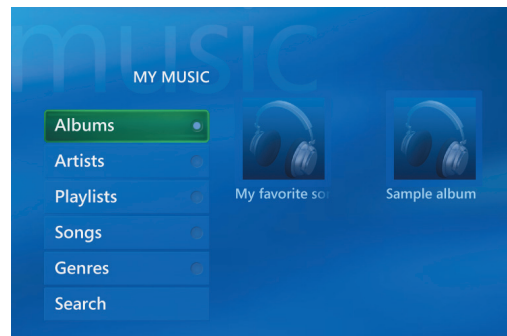 music
MY MUSIC
Albums
Artists
Playlists
Songs
Genres
Search
My favorite so
Sample album